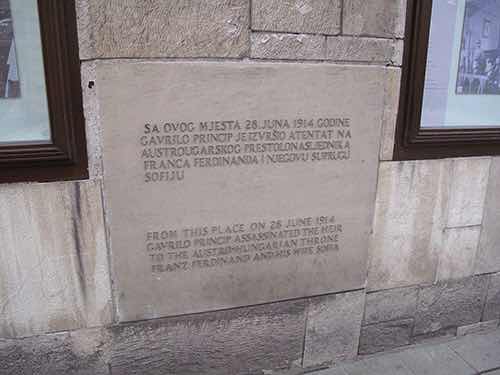 SA OVOG MJESTA 28. JUNA 1914. GODINE
GAVRILO PRINCIP JE IZVRŠIO ATENTAT NA
AUSTROUGARSKOG PRESTOLONASLJEDNIKA
FRANCA FERDINANDA I NJEGOVU SUPRUGU
SOFIJU
FROM THIS PLACE ON 28 JUNE 1914
GAVRILO PRINCIP ASSASSINATED THE HEIR
TO THE AUSTRO-HUNGARIAN THRONE
FRANZ FERDINAND AND HIS WIFE SOFIA